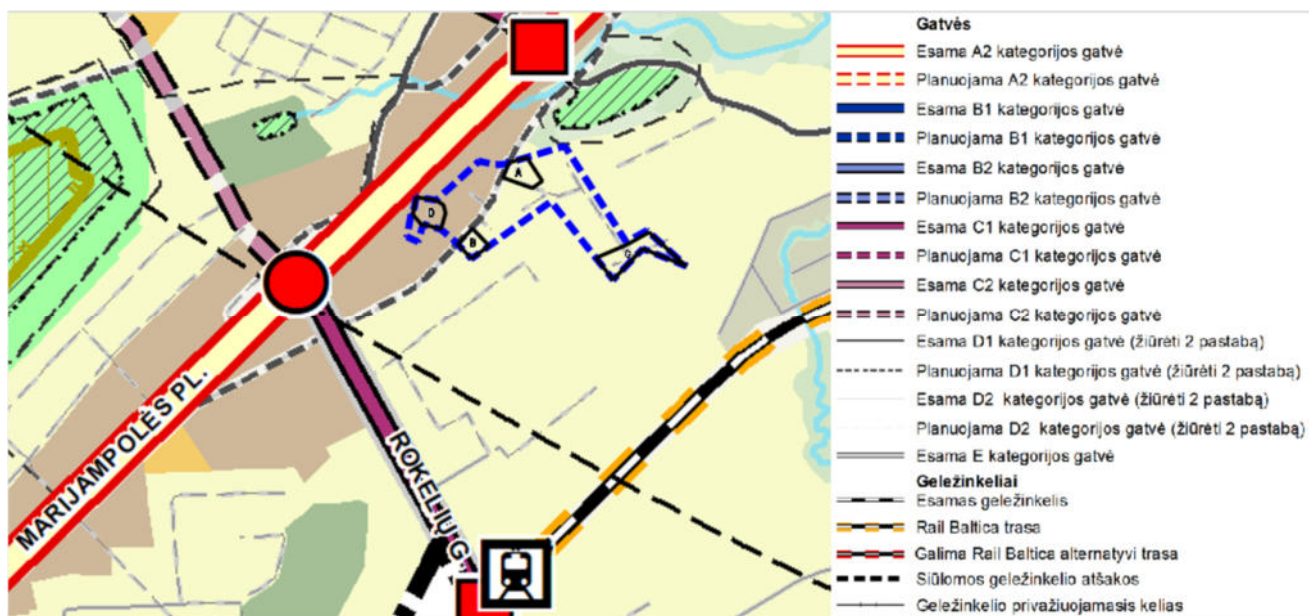 MARIJAMPOLĖS PL.
ROKELIŲ G.
A
D
B
G
Gatvės
Esama A2 kategorijos gatvė
Planuojama A2 kategorijos gatvė
Esama B1 kategorijos gatvė
Planuojama B1 kategorijos gatvė
Esama B2 kategorijos gatvė
Planuojama B2 kategorijos gatvė
Esama C1 kategorijos gatvė
Planuojama C1 kategorijos gatvė
Esama C2 kategorijos gatvė
Planuojama C2 kategorijos gatvė
Esama D1 kategorijos gatvė (žiūrėti 2 pastabą)
Planuojama D1 kategorijos gatvė (žiūrėti 2 pastabą)
Esama D2 kategorijos gatvė (žiūrėti 2 pastabą)
Planuojama D2 kategorijos gatvė (žiūrėti 2 pastabą)
Esama E kategorijos gatvė
Geležinkeliai
Esamas geležinkelis
Rail Baltica trasa
Galima Rail Baltica alternatyvi trasa
Siūlomos geležinkelio atšakos
Geležinkelio privažiuojamasis kelias